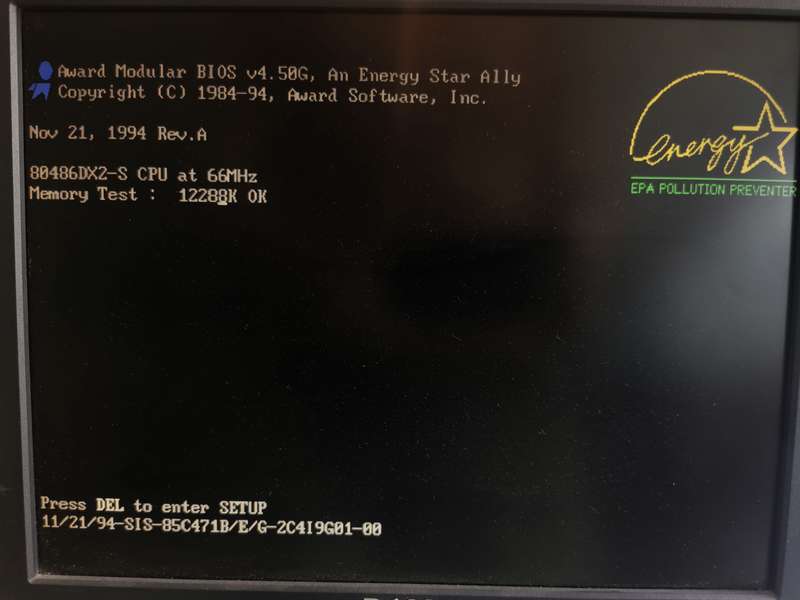 Award Modular BIOS v4.50G, An Energy Star Ally
Copyright (C) 1984-94, Award Software, Inc.
Nov 21, 1994 Rev.A
80486DX2-S CPU at 66MHz
Memory Test : 12288K OK
energy
EPA POLLUTION PREVENTER
Press DEL to enter SETUP
11/21/94-SIS-85C471B/E/G-2C4I9G01-00